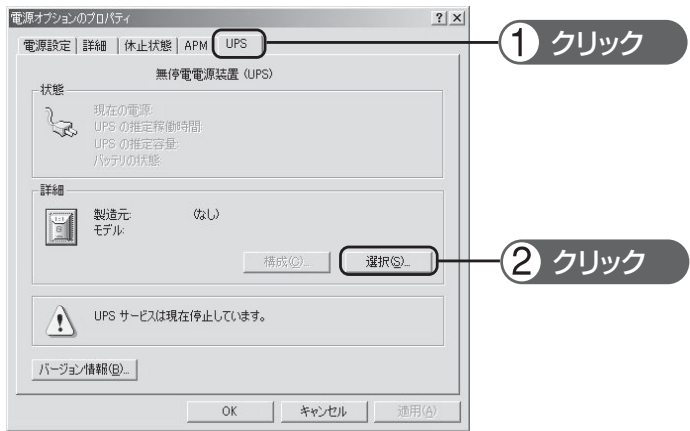 電源オプションのプロパティ
電源設定 詳細 休止状態 APM UPS
① クリック
無停電電源装置 (UPS)
状態
現在の電源:
UPS の推定稼働時間:
UPS の推定容量:
バッテリの状態:
詳細
製造元: (なし)
モデル:
構成(C)... 選択(S)...
② クリック
UPS サービスは現在停止しています。
バージョン情報(B)...
OK キャンセル 適用(A)